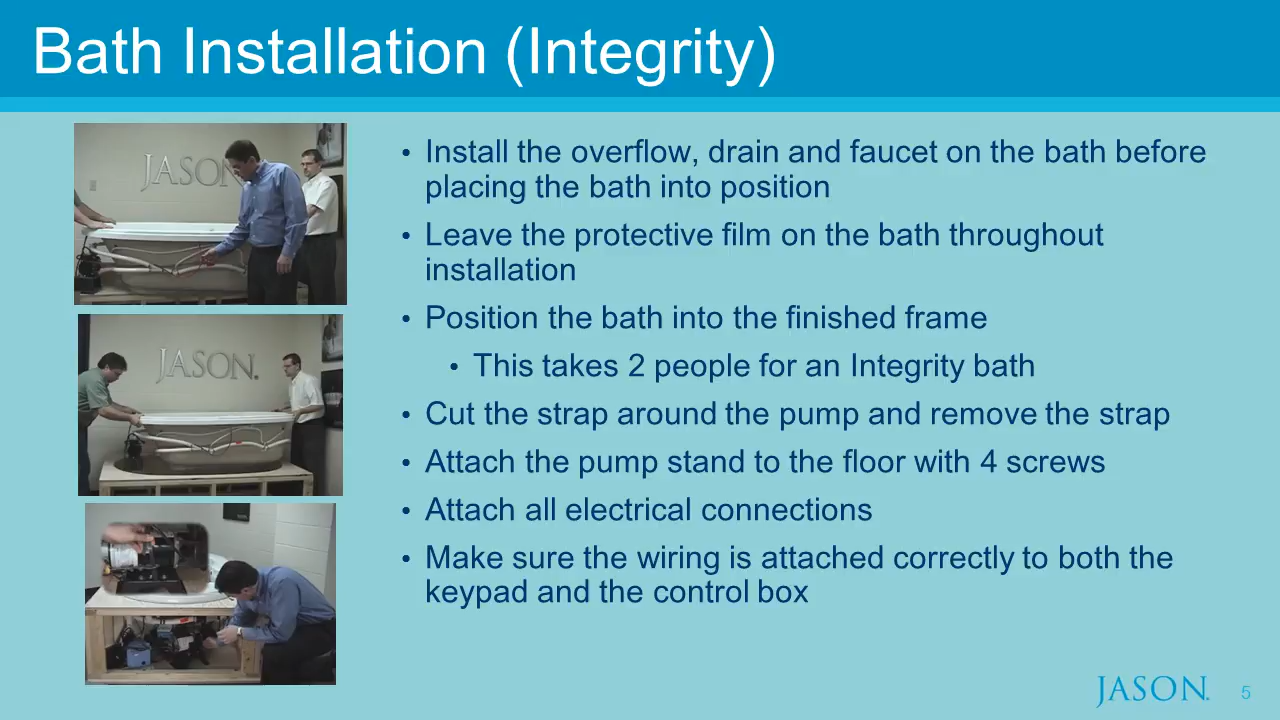 Bath Installation (Integrity)
JASON
JASON.
• Install the overflow, drain and faucet on the bath before
placing the bath into position
• Leave the protective film on the bath throughout
installation
• Position the bath into the finished frame
• This takes 2 people for an Integrity bath
• Cut the strap around the pump and remove the strap
• Attach the pump stand to the floor with 4 screws
• Attach all electrical connections
• Make sure the wiring is attached correctly to both the
keypad and the control box
JASON. 5